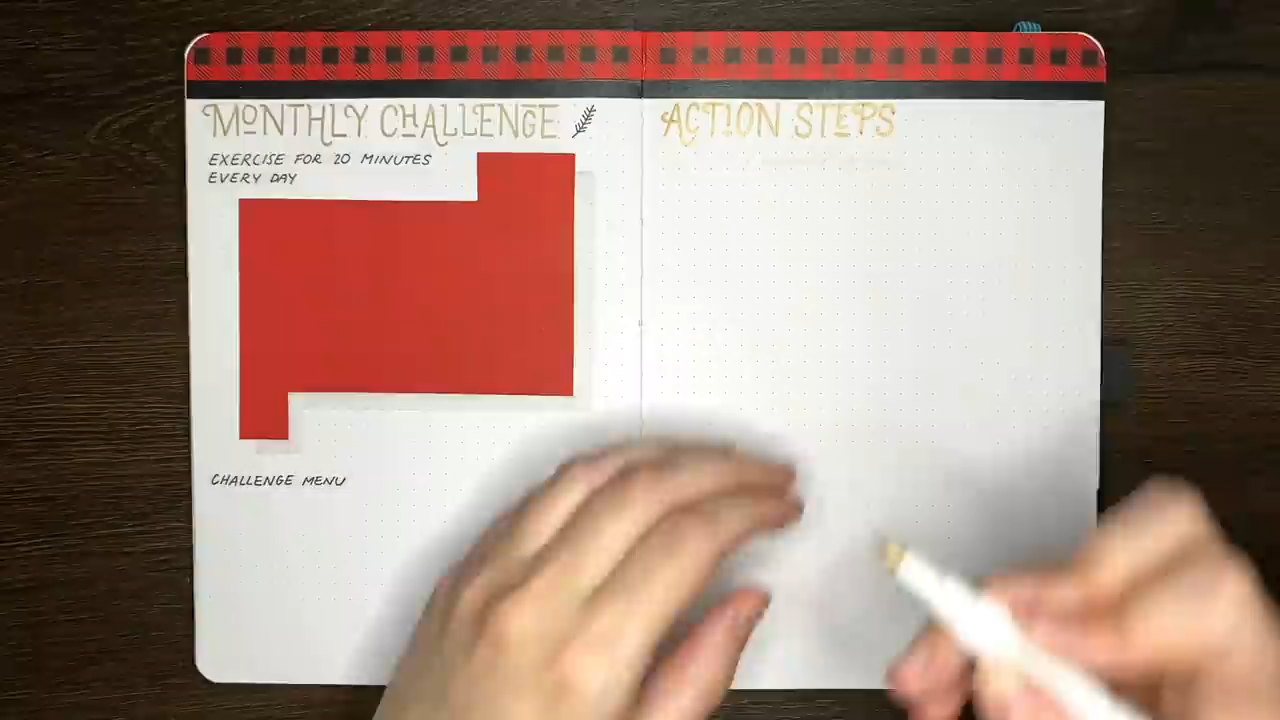 MONTHLY CHALLENGE
EXERCISE FOR 20 MINUTES
EVERY DAY
CHALLENGE MENU
ACTION STEPS